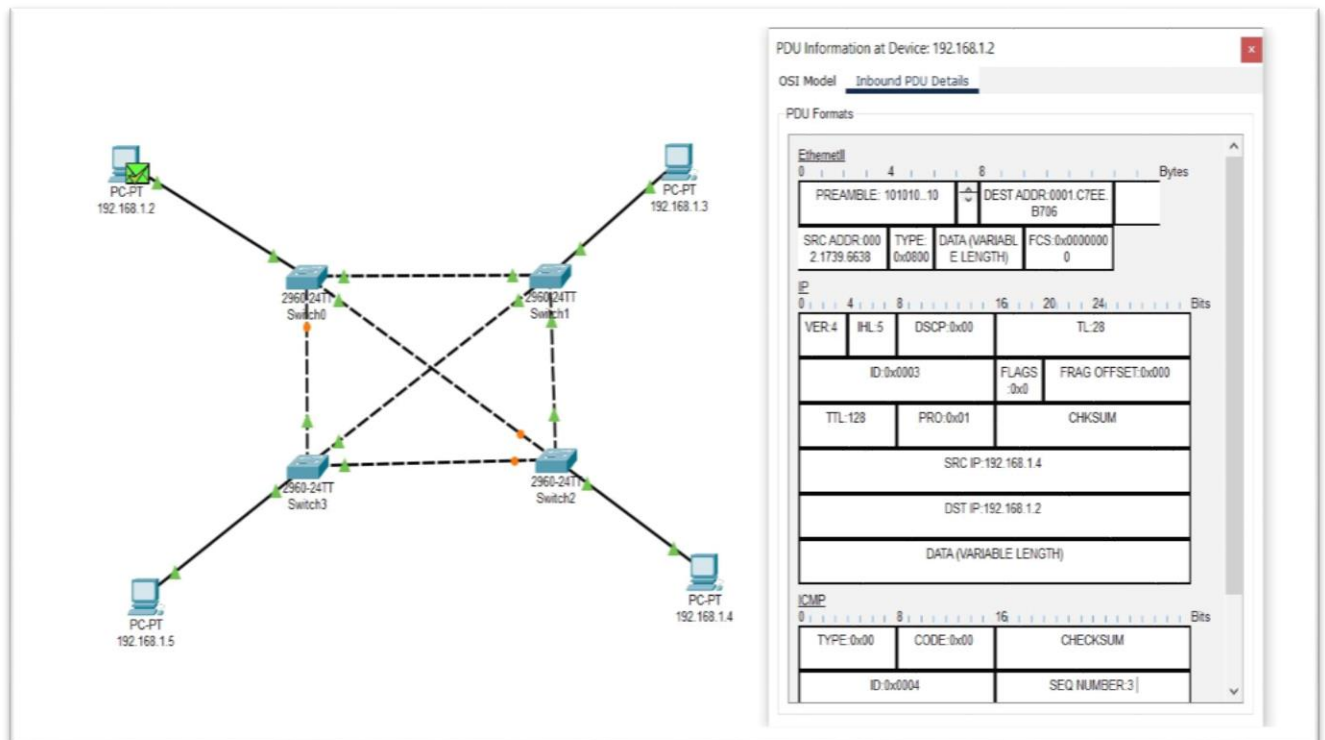 PDU Information at Device: 192.168.1.2
x
OSI Model Inbound PDU Details
PDU Formats
EthernetII
0 4 8 Bytes
PREAMBLE: 101010..10
DEST ADDR:0001.C7EE.
B706
SRC ADDR:000
2.1739.6638
TYPE:
0x0800
DATA (VARIABL
E LENGTH)
FCS:0x0000000
0
IP
0 4 8 16 20 24 Bits
VER:4 IHL:5 DSCP:0x00 TL:28
ID:0x0003
FLAGS
:0x0
FRAG OFFSET:0x000
TTL:128 PRO:0x01 CHKSUM
SRC IP:192.168.1.4
DST IP:192.168.1.2
DATA (VARIABLE LENGTH)
ICMP
0 8 16 Bits
TYPE:0x00 CODE:0x00 CHECKSUM
ID:0x0004 SEQ NUMBER:3
PC-PT
192.168.1.2
PC-PT
192.168.1.3
2960-24TT
Switch0
2960-24TT
Switch1
2960-24TT
Switch3
2960-24TT
Switch2
PC-PT
192.168.1.5
PC-PT
192.168.1.4